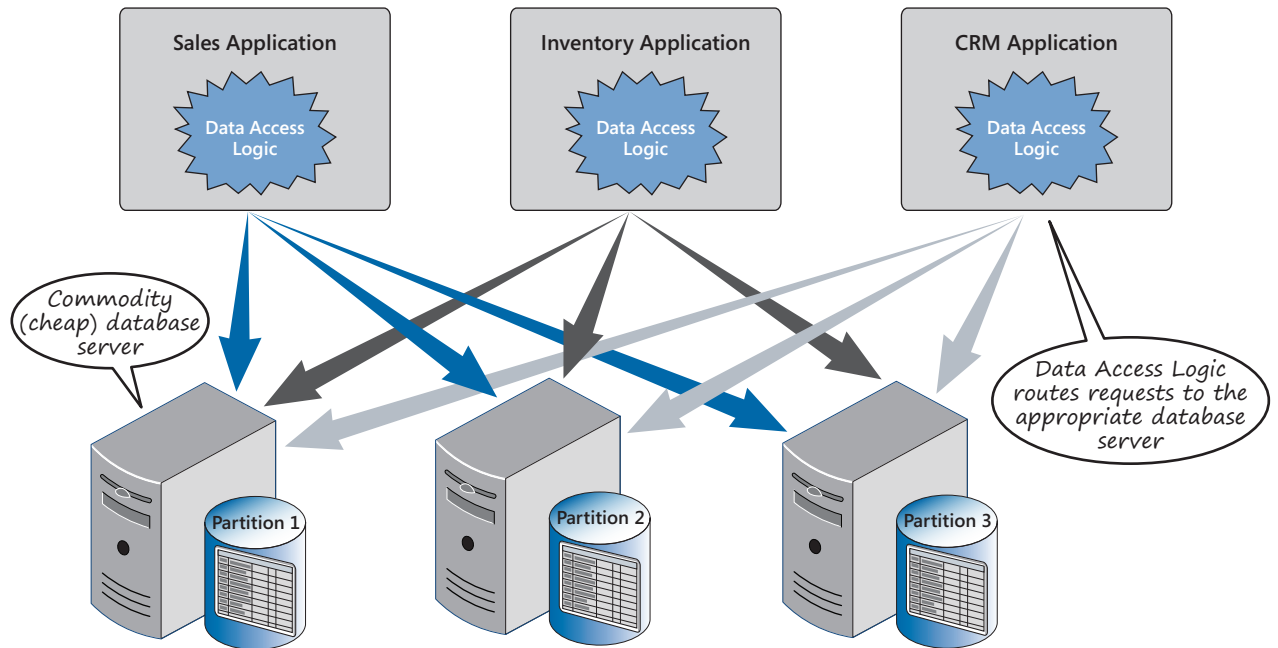 Sales Application
Data Access
Logic
Inventory Application
Data Access
Logic
CRM Application
Data Access
Logic
Commodity
(cheap) database
server
Data Access Logic
routes requests to the
appropriate database
server
Partition 1
Partition 2
Partition 3